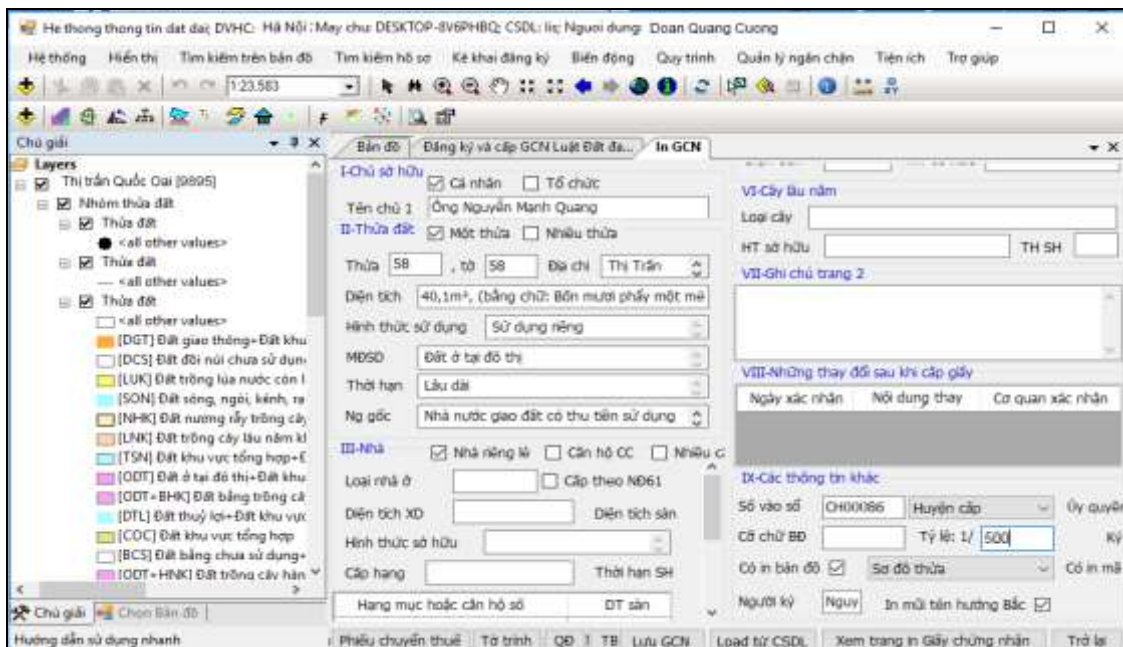 He thong thong tin dat dai; DVHC: Hà Nội; May chu: DESKTOP-8V6PHBQ; CSDL: lis; Nguoi dung: Doan Quang Cuong
Hệ thống Hiển thị Tìm kiếm trên bản đồ Tìm kiếm hồ sơ Kê khai đăng ký Biến động Quy trình Quản lý ngăn chặn Tiện ích Trợ giúp
1:23.583
Chú giải
Layers
Thị trấn Quốc Oai [9895]
Nhóm thửa đất
Thửa đất
<all other values>
Thửa đất
<all other values>
Thửa đất
<all other values>
[DGT] Đất giao thông+Đất khu
[DCS] Đất đồi núi chưa sử dụn
[LUK] Đất trồng lúa nước còn l
[SON] Đất sông, ngòi, kênh, rạ
[NHK] Đất nương rẫy trồng cây
[LNK] Đất trồng cây lâu năm kl
[TSN] Đất khu vực tổng hợp+Đ
[ODT] Đất ở tại đô thị+Đất khu
[ODT+BHK] Đất bằng trồng câ
[DTL] Đất thuỷ lợi+Đất khu vực
[COC] Đất khu vực tổng hợp
[BCS] Đất bằng chưa sử dụng+
[ODT+HNK] Đất trồng cây hàn
Chú giải Chọn Bản đồ
Hướng dẫn sử dụng nhanh
Bản đồ Đăng ký và cấp GCN Luật Đất đa... In GCN
I-Chủ sở hữu
Cá nhân Tổ chức
Tên chủ 1 Ông Nguyễn Mạnh Quang
II-Thửa đất Một thửa Nhiều thửa
Thửa 58 , tờ 58 Địa chỉ Thị Trấn
Diện tích 40,1m², (bằng chữ: Bốn mươi phẩy một mé
Hình thức sử dụng Sử dụng riêng
MĐSD Đất ở tại đô thị
Thời hạn Lâu dài
Ng gốc Nhà nước giao đất có thu tiền sử dụng
III-Nhà Nhà riêng lẻ Căn hộ CC Nhiều c
Loại nhà ở Cấp theo NĐ61
Diện tích XD Diện tích sàn
Hình thức sở hữu
Cấp hạng Thời hạn SH
Hạng mục hoặc căn hộ số DT sàn
VI-Cây lâu năm
Loại cây
HT sở hữu TH SH
VII-Ghi chú trang 2
VIII-Những thay đổi sau khi cấp giấy
Ngày xác nhận Nội dung thay Cơ quan xác nhận
IX-Các thông tin khác
Số vào sổ CH00086 Huyện cấp Ủy quyền
Cỡ chữ BĐ Tỷ lệ: 1/ 500 Ký
Có in bản đồ Sơ đồ thửa Có in mã
Người ký Nguy In mũi tên hướng Bắc
Phiếu chuyển thuế Tờ trình QĐ TB Lưu GCN Load từ CSDL Xem trang in Giấy chứng nhận Trở lại